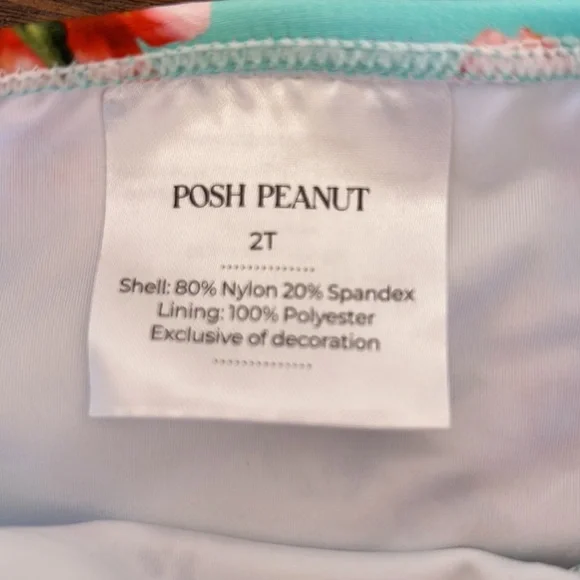 POSH PEANUT
2T
Shell: 80% Nylon 20% Spandex
Lining: 100% Polyester
Exclusive of decoration